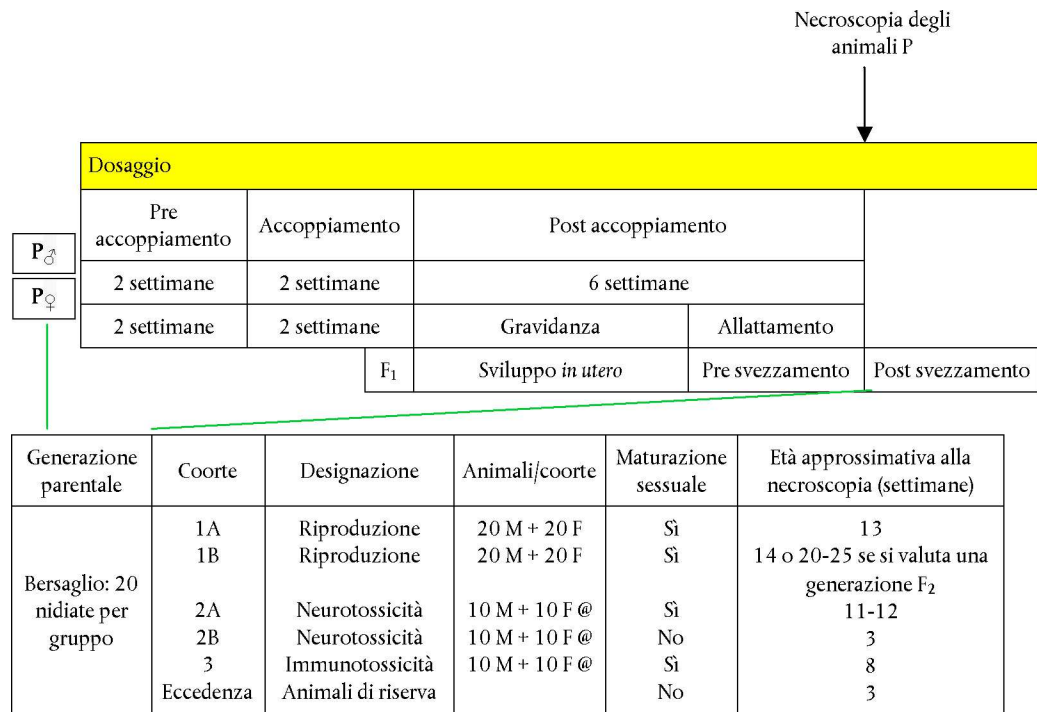 Necroscopia degli
animali P
Dosaggio
Pre
accoppiamento
Accoppiamento
Post accoppiamento
P♂
2 settimane
2 settimane
6 settimane
P♀
2 settimane
2 settimane
Gravidanza
Allattamento
F₁
Sviluppo in utero
Pre svezzamento
Post svezzamento
Generazione
parentale
Coorte
Designazione
Animali/coorte
Maturazione
sessuale
Età approssimativa alla
necroscopia (settimane)
Bersaglio: 20
nidiate per
gruppo
1A Riproduzione 20 M + 20 F Sì 13
1B Riproduzione 20 M + 20 F Sì 14 o 20-25 se si valuta una
generazione F₂
2A Neurotossicità 10 M + 10 F @ Sì 11-12
2B Neurotossicità 10 M + 10 F @ No 3
3 Immunotossicità 10 M + 10 F @ Sì 8
Eccedenza Animali di riserva No 3